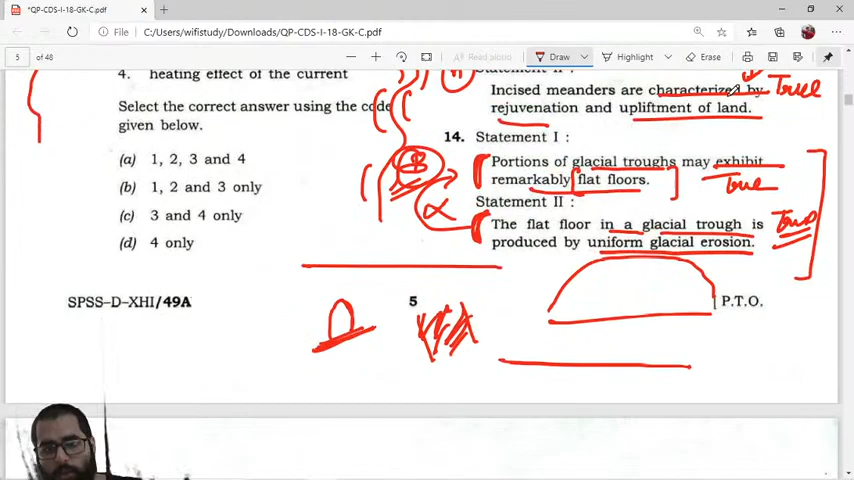 *QP-CDS-I-18-GK-C.pdf
File
C:/Users/wifistudy/Downloads/QP-CDS-I-18-GK-C.pdf
5 of 48
Read aloud
Draw
Highlight
Erase
4. heating effect of the current
Select the correct answer using the code
given below.
(a) 1, 2, 3 and 4
(b) 1, 2 and 3 only
(c) 3 and 4 only
(d) 4 only
SPSS–D–XHI/49A
5
Statement II :
Incised meanders are characterized by
rejuvenation and upliftment of land.
True
14. Statement I :
Portions of glacial troughs may exhibit
remarkably flat floors.
True
Statement II :
The flat floor in a glacial trough is
produced by uniform glacial erosion.
True
[ P.T.O.